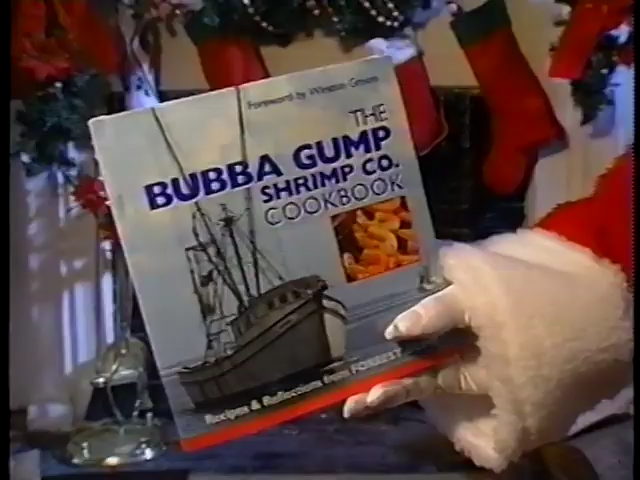 Foreword by Winston Groom
THE
BUBBA GUMP
SHRIMP CO.
COOKBOOK
Recipes & Reflections from FORREST